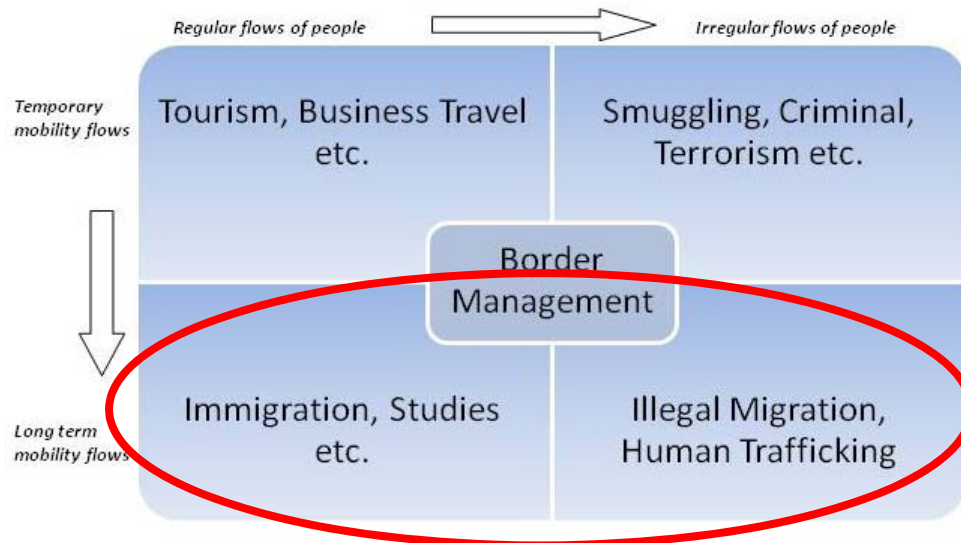 Regular flows of people
Irregular flows of people
Temporary
mobility flows
Tourism, Business Travel
etc.
Smuggling, Criminal,
Terrorism etc.
Border
Management
Long term
mobility flows
Immigration, Studies
etc.
Illegal Migration,
Human Trafficking